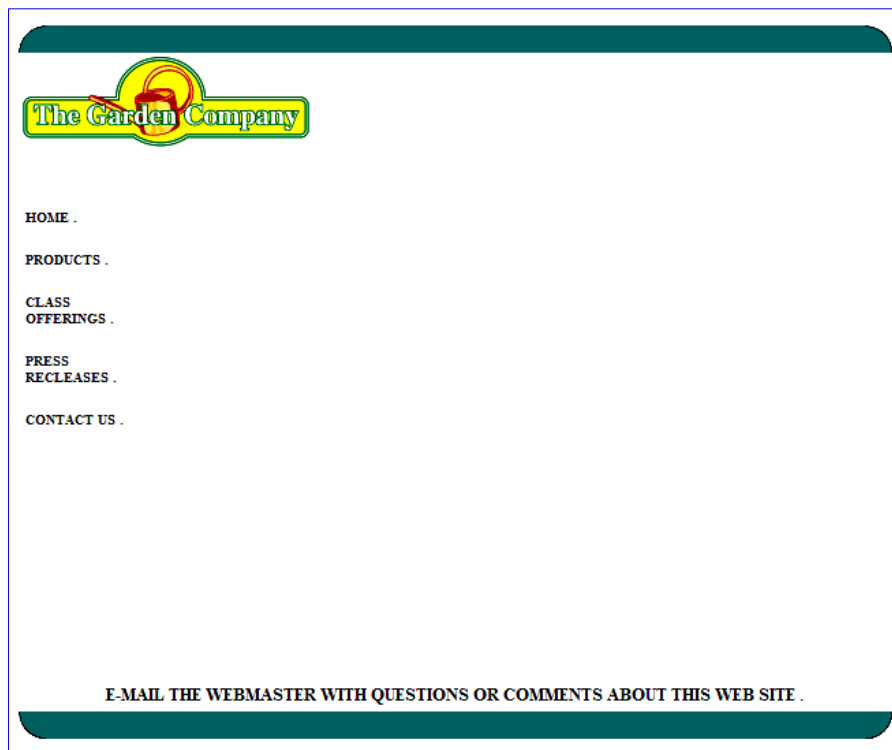 The Garden Company
HOME .
PRODUCTS .
CLASS
OFFERINGS .
PRESS
RECLEASES .
CONTACT US .
E-MAIL THE WEBMASTER WITH QUESTIONS OR COMMENTS ABOUT THIS WEB SITE .